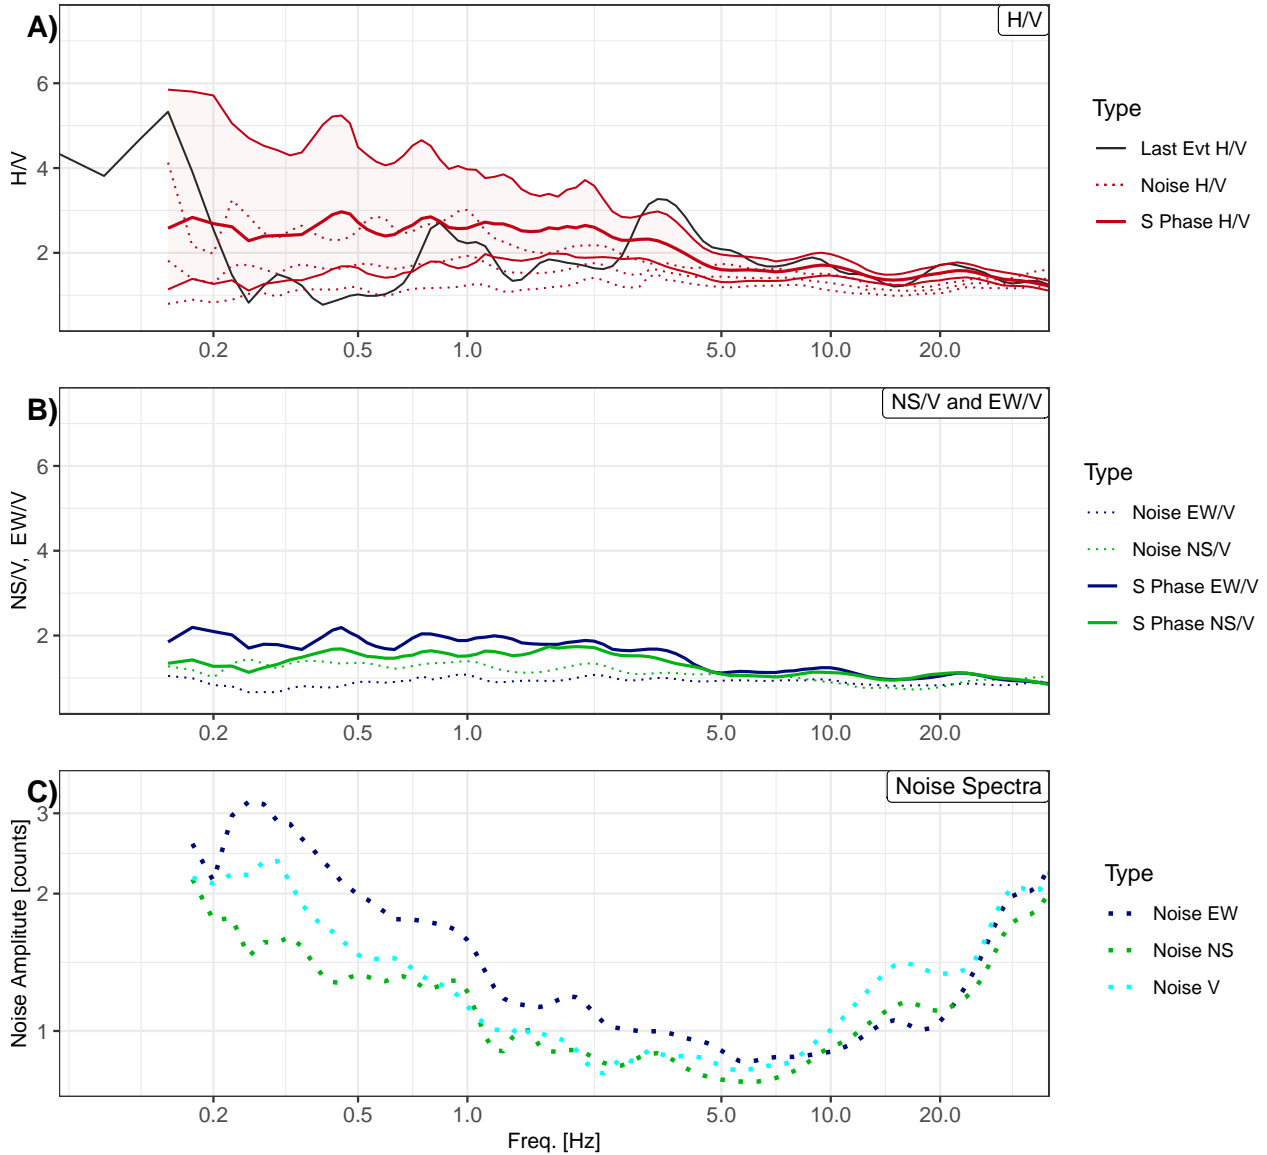 A)
H/V
6
4
2
H/V
0.2 0.5 1.0 5.0 10.0 20.0
Type
Last Evt H/V
Noise H/V
S Phase H/V
B)
NS/V and EW/V
6
4
2
NS/V, EW/V
0.2 0.5 1.0 5.0 10.0 20.0
Type
Noise EW/V
Noise NS/V
S Phase EW/V
S Phase NS/V
C)
Noise Spectra
3
2
1
Noise Amplitute [counts]
0.2 0.5 1.0 5.0 10.0 20.0
Freq. [Hz]
Type
Noise EW
Noise NS
Noise V